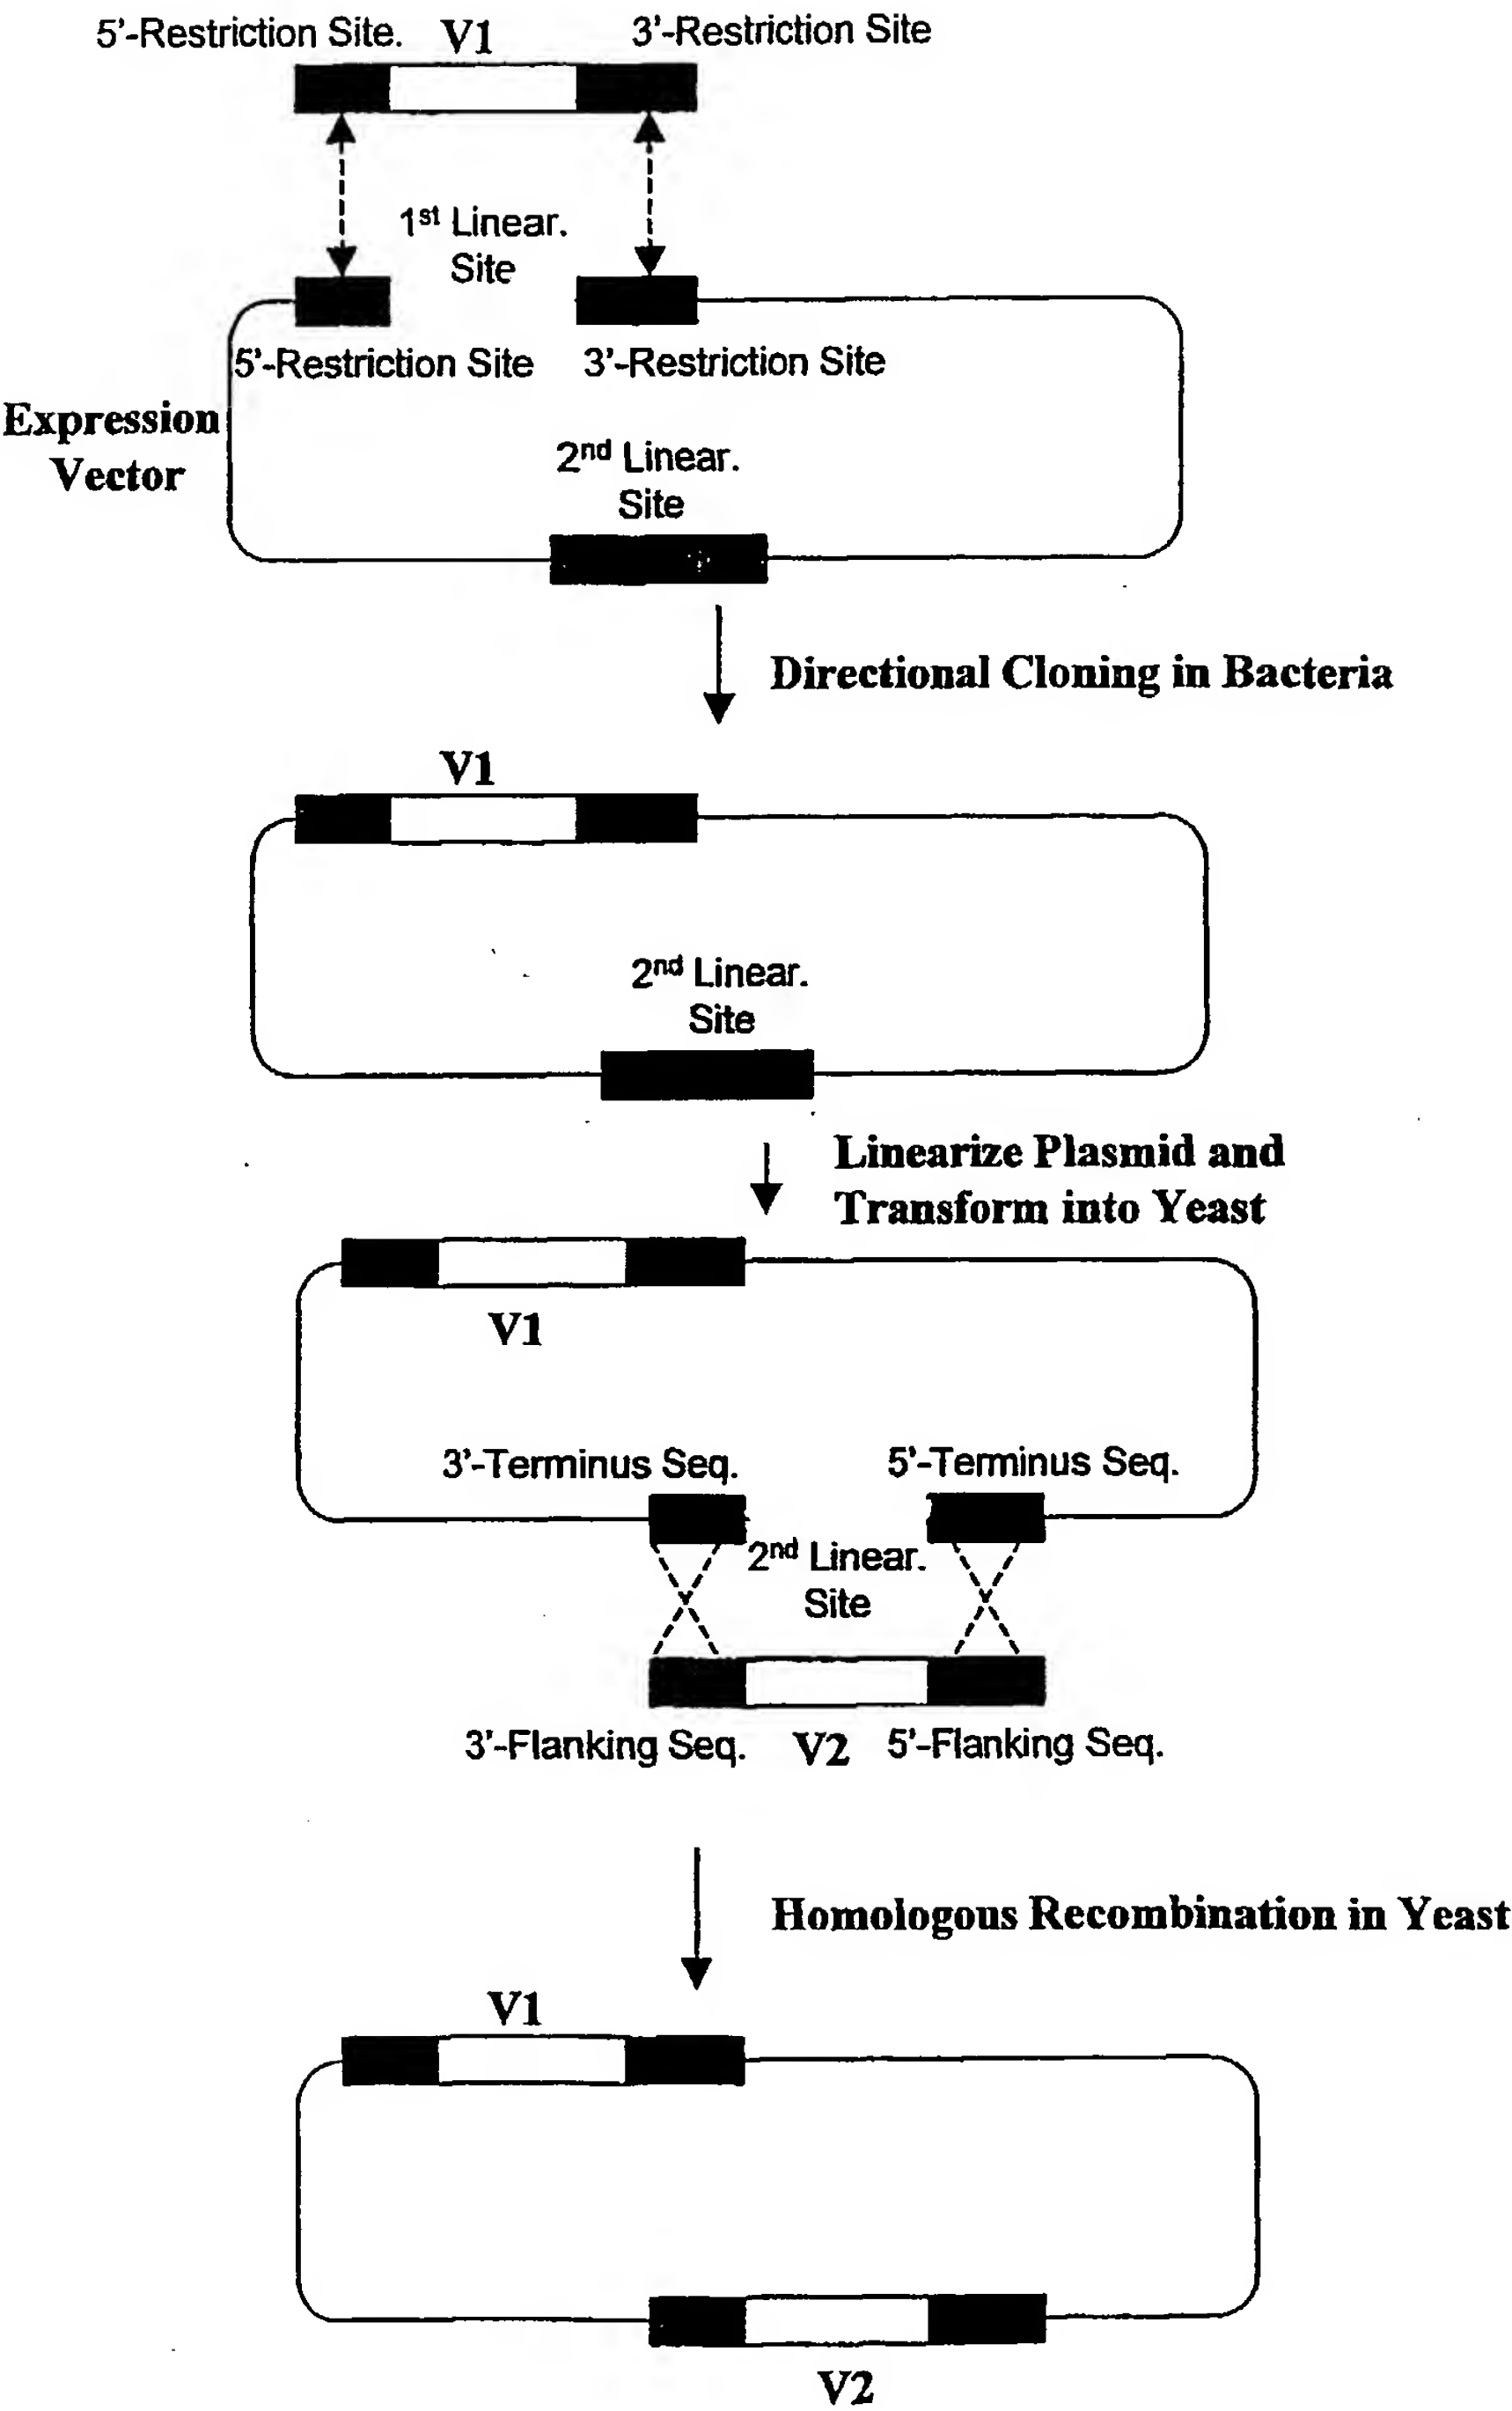 5'-Restriction Site. V1 3'-Restriction Site
1st Linear.
Site
5'-Restriction Site 3'-Restriction Site
Expression
Vector
2nd Linear.
Site
Directional Cloning in Bacteria
V1
2nd Linear.
Site
Linearize Plasmid and
Transform into Yeast
V1
3'-Terminus Seq. 5'-Terminus Seq.
2nd Linear.
Site
3'-Flanking Seq. V2 5'-Flanking Seq.
Homologous Recombination in Yeast
V1
V2